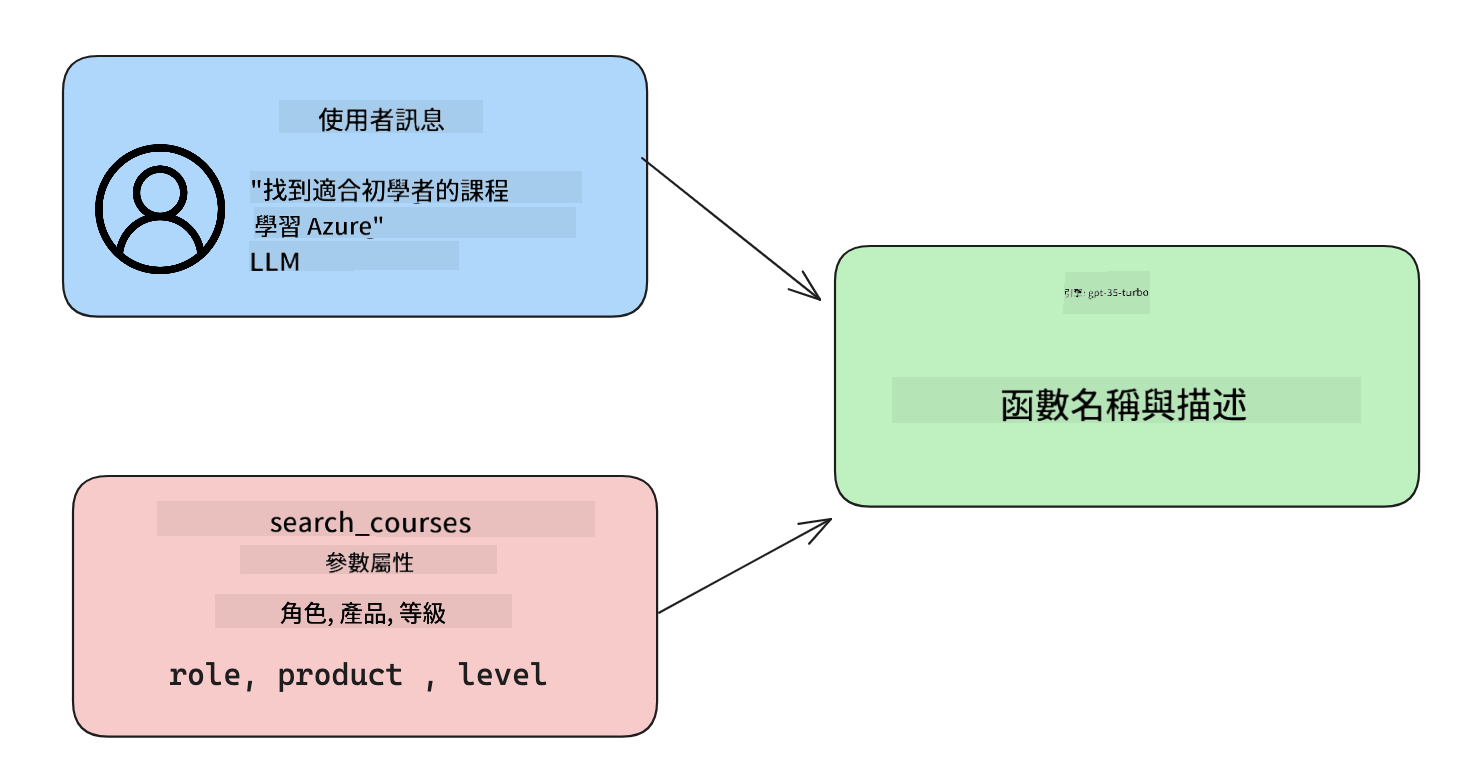 使用者訊息
"找到適合初學者的課程
學習 Azure"
LLM
引擎: gpt-35-turbo
函數名稱與描述
search_courses
參數屬性
角色, 產品, 等級
role, product , level